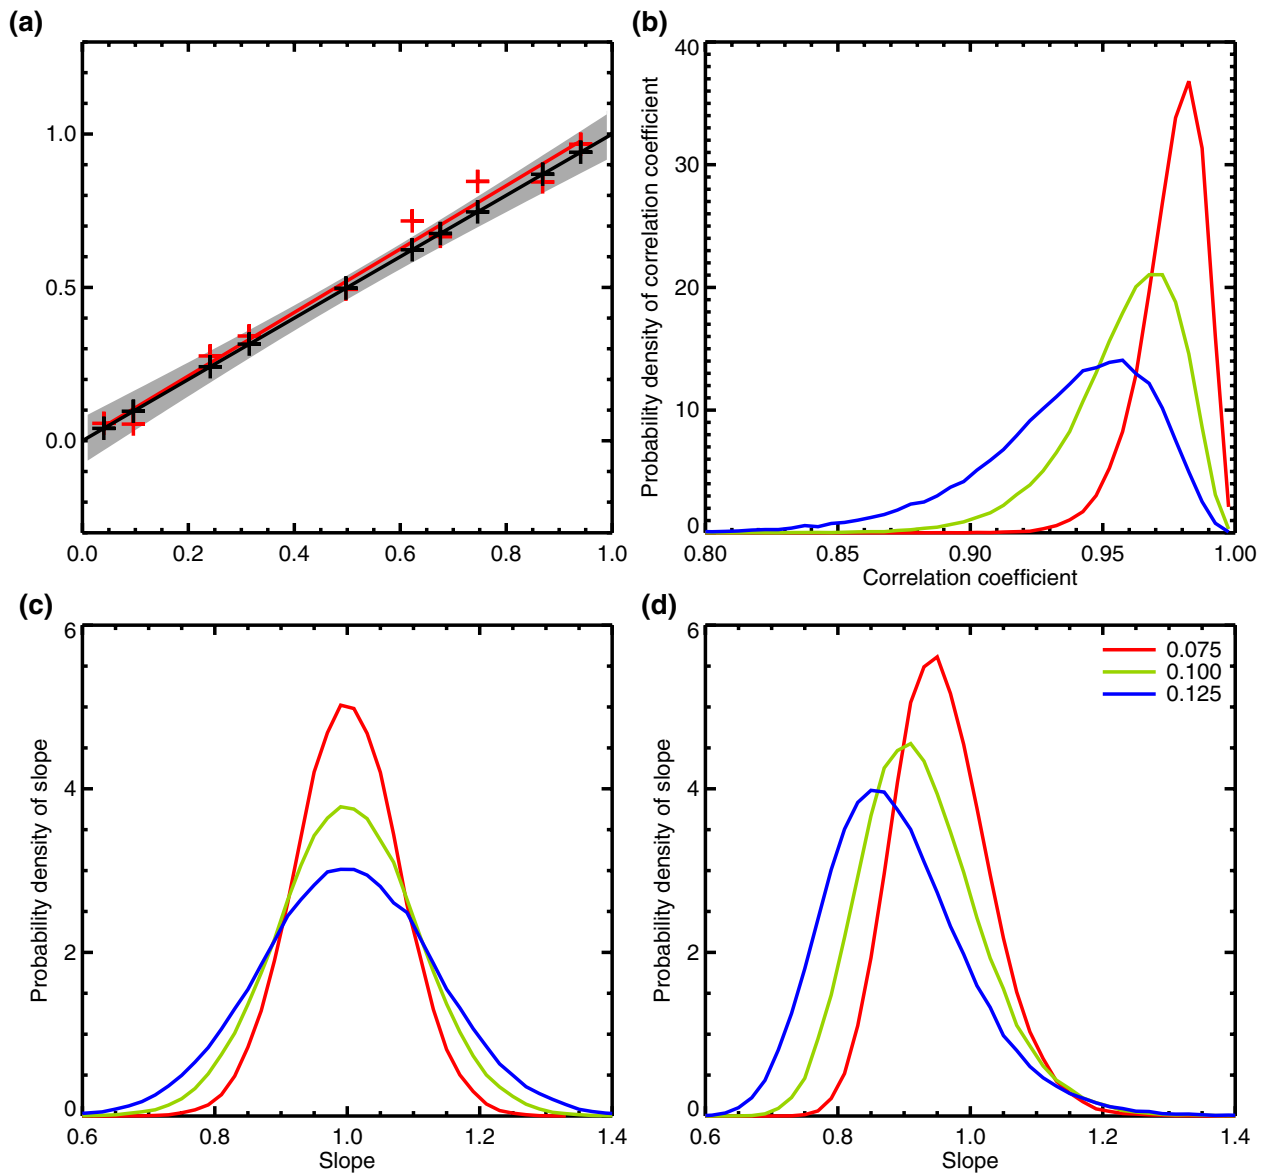 (a)
1.0
0.5
0.0
0.0 0.2 0.4 0.6 0.8 1.0
(b)
Probability density of correlation coefficient
40
30
20
10
0
0.80 0.85 0.90 0.95 1.00
Correlation coefficient
(c)
Probability density of slope
6
4
2
0
0.6 0.8 1.0 1.2 1.4
Slope
(d)
Probability density of slope
6
4
2
0
0.075
0.100
0.125
0.6 0.8 1.0 1.2 1.4
Slope